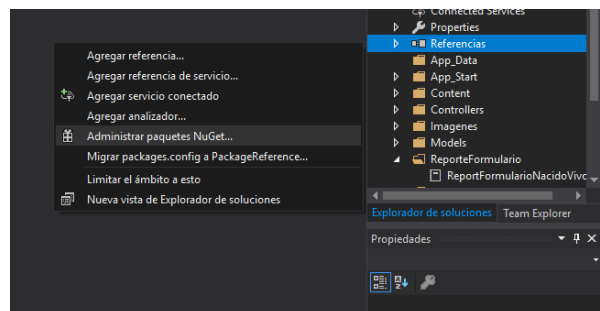 Connected Services
Properties
Referencias
App_Data
App_Start
Content
Controllers
Imagenes
Models
ReporteFormulario
ReportFormularioNacidoVivo
Explorador de soluciones
Team Explorer
Propiedades
Agregar referencia...
Agregar referencia de servicio...
Agregar servicio conectado
Agregar analizador...
Administrar paquetes NuGet...
Migrar packages.config a PackageReference...
Limitar el ámbito a esto
Nueva vista de Explorador de soluciones